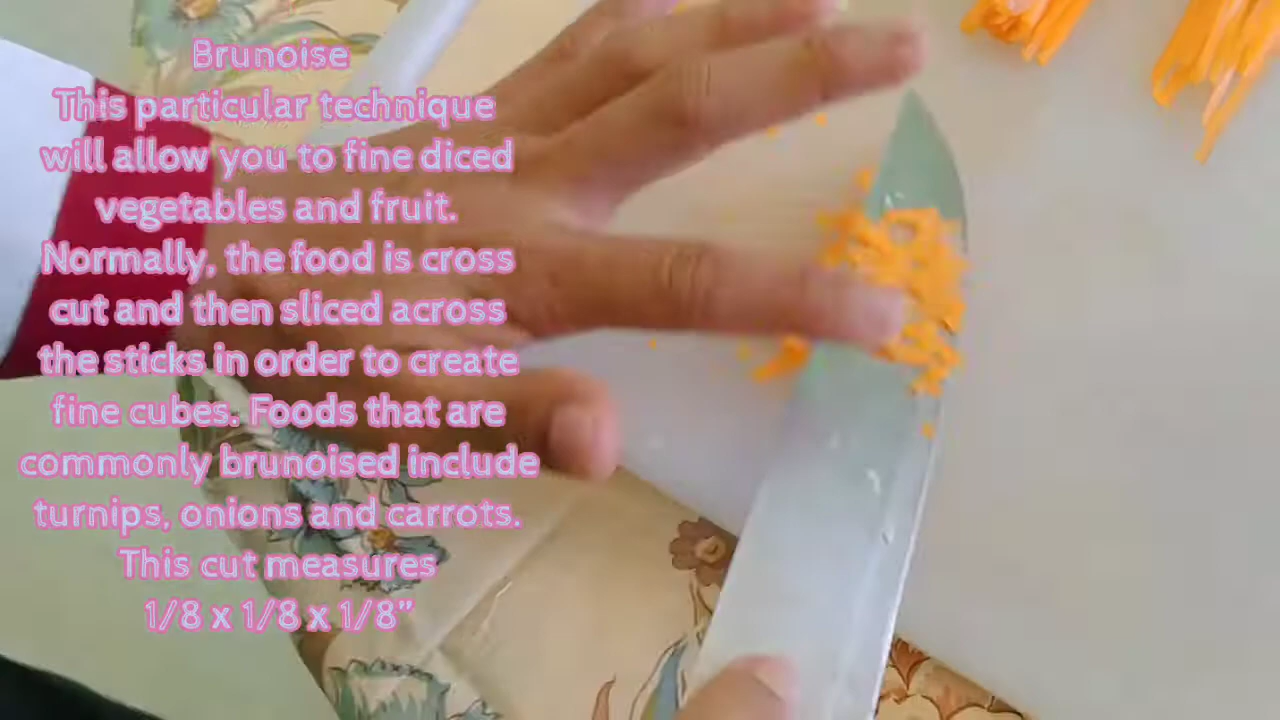 Brunoise
This particular technique
will allow you to fine diced
vegetables and fruit.
Normally, the food is cross
cut and then sliced across
the sticks in order to create
fine cubes. Foods that are
commonly brunoised include
turnips, onions and carrots.
This cut measures
1/8 x 1/8 x 1/8”